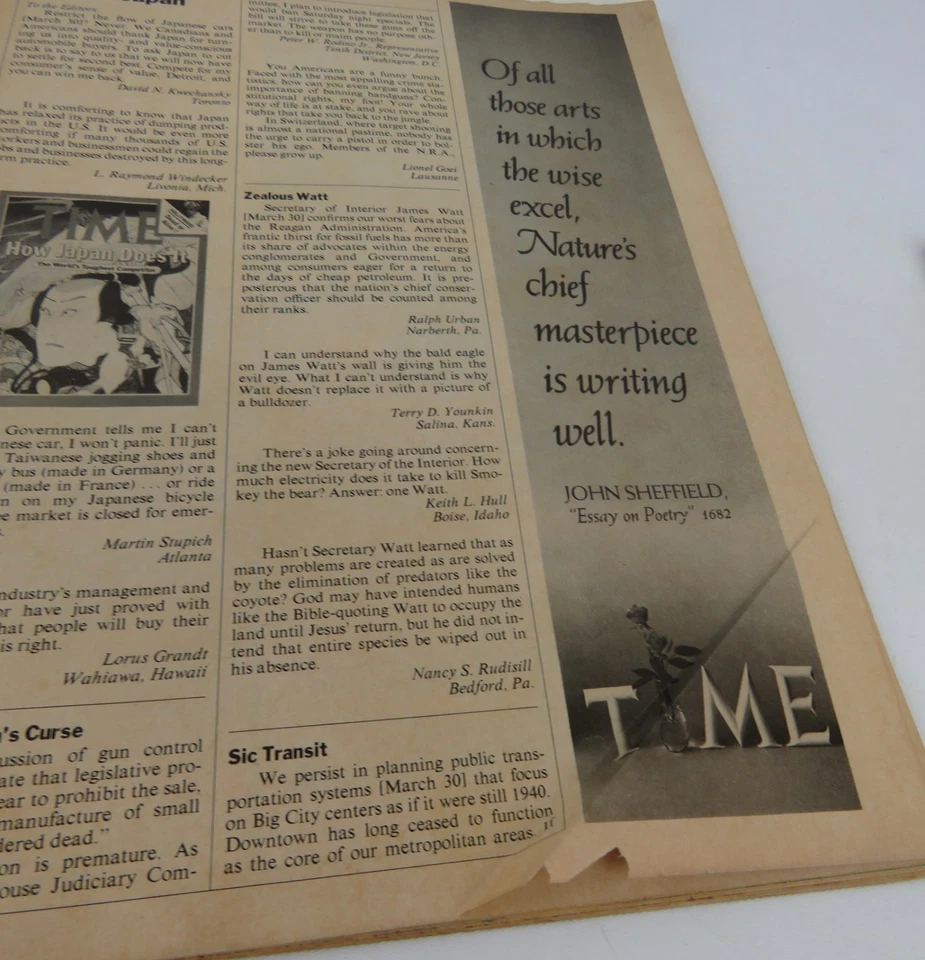 Japan
To the Editors:
Restrict the flow of Japanese cars
[March 30]? Never. We Canadians and
Americans should thank Japan for turn-
ing us into quality- and value-conscious
automobile buyers. To ask Japan to cut
back is to say to us that we will now have
to settle for second best. Compete for my
consumer's sense of value, Detroit, and
you can win me back.
David N. Kwechansky
Toronto
It is comforting to know that Japan
has relaxed its practice of dumping prod-
ucts in the U.S. It would be even more
comforting if many thousands of U.S.
workers and businessmen could regain the
jobs and businesses destroyed by this long-
rm practice.
L. Raymond Windecker
Livonia, Mich.
TIME
How Japan Does It
The World's Toughest Competitor
Government tells me I can't
nese car, I won't panic. I'll just
Taiwanese jogging shoes and
y bus (made in Germany) or a
(made in France) . . . or ride
n on my Japanese bicycle
e market is closed for emer-
s.
Martin Stupich
Atlanta
ndustry's management and
or have just proved with
hat people will buy their
is right.
Lorus Grandt
Wahiawa, Hawaii
's Curse
ussion of gun control
ate that legislative pro-
ear to prohibit the sale,
manufacture of small
dered dead."
on is premature. As
ouse Judiciary Com-
mittee, I plan to introduce legislation that
would ban Saturday night specials. The
bill will strive to take these guns off the
market. The weapon has no purpose oth-
er than to kill or maim people.
Peter W. Rodino Jr., Representative
Tenth District, New Jersey
Washington, D.C.
You Americans are a funny bunch.
Faced with the most appalling crime sta-
tistics, how can you even argue about the
importance of banning handguns? Con-
stitutional rights, my foot! Your whole
way of life is at stake, and you rave about
rights that take you back to the jungle.
In Switzerland, where target shooting
is almost a national pastime, nobody has
the urge to carry a pistol in order to bol-
ster his ego. Members of the N.R.A.,
please grow up.
Lionel Goei
Lausanne
Zealous Watt
Secretary of Interior James Watt
[March 30] confirms our worst fears about
the Reagan Administration. America's
frantic thirst for fossil fuels has more than
its share of advocates within the energy
conglomerates and Government, and
among consumers eager for a return to
the days of cheap petroleum. It is pre-
posterous that the nation's chief conser-
vation officer should be counted among
their ranks.
Ralph Urban
Narberth, Pa.
I can understand why the bald eagle
on James Watt's wall is giving him the
evil eye. What I can't understand is why
Watt doesn't replace it with a picture of
a bulldozer.
Terry D. Younkin
Salina, Kans.
There's a joke going around concern-
ing the new Secretary of the Interior. How
much electricity does it take to kill Smo-
key the bear? Answer: one Watt.
Keith L. Hull
Boise, Idaho
Hasn't Secretary Watt learned that as
many problems are created as are solved
by the elimination of predators like the
coyote? God may have intended humans
like the Bible-quoting Watt to occupy the
land until Jesus' return, but he did not in-
tend that entire species be wiped out in
his absence.
Nancy S. Rudisill
Bedford, Pa.
Sic Transit
We persist in planning public trans-
portation systems [March 30] that focus
on Big City centers as if it were still 1940.
Downtown has long ceased to function
as the core of our metropolitan areas. If
Of all
those arts
in which
the wise
excel,
Nature's
chief
masterpiece
is writing
well.
JOHN SHEFFIELD,
"Essay on Poetry" 1682
TIME